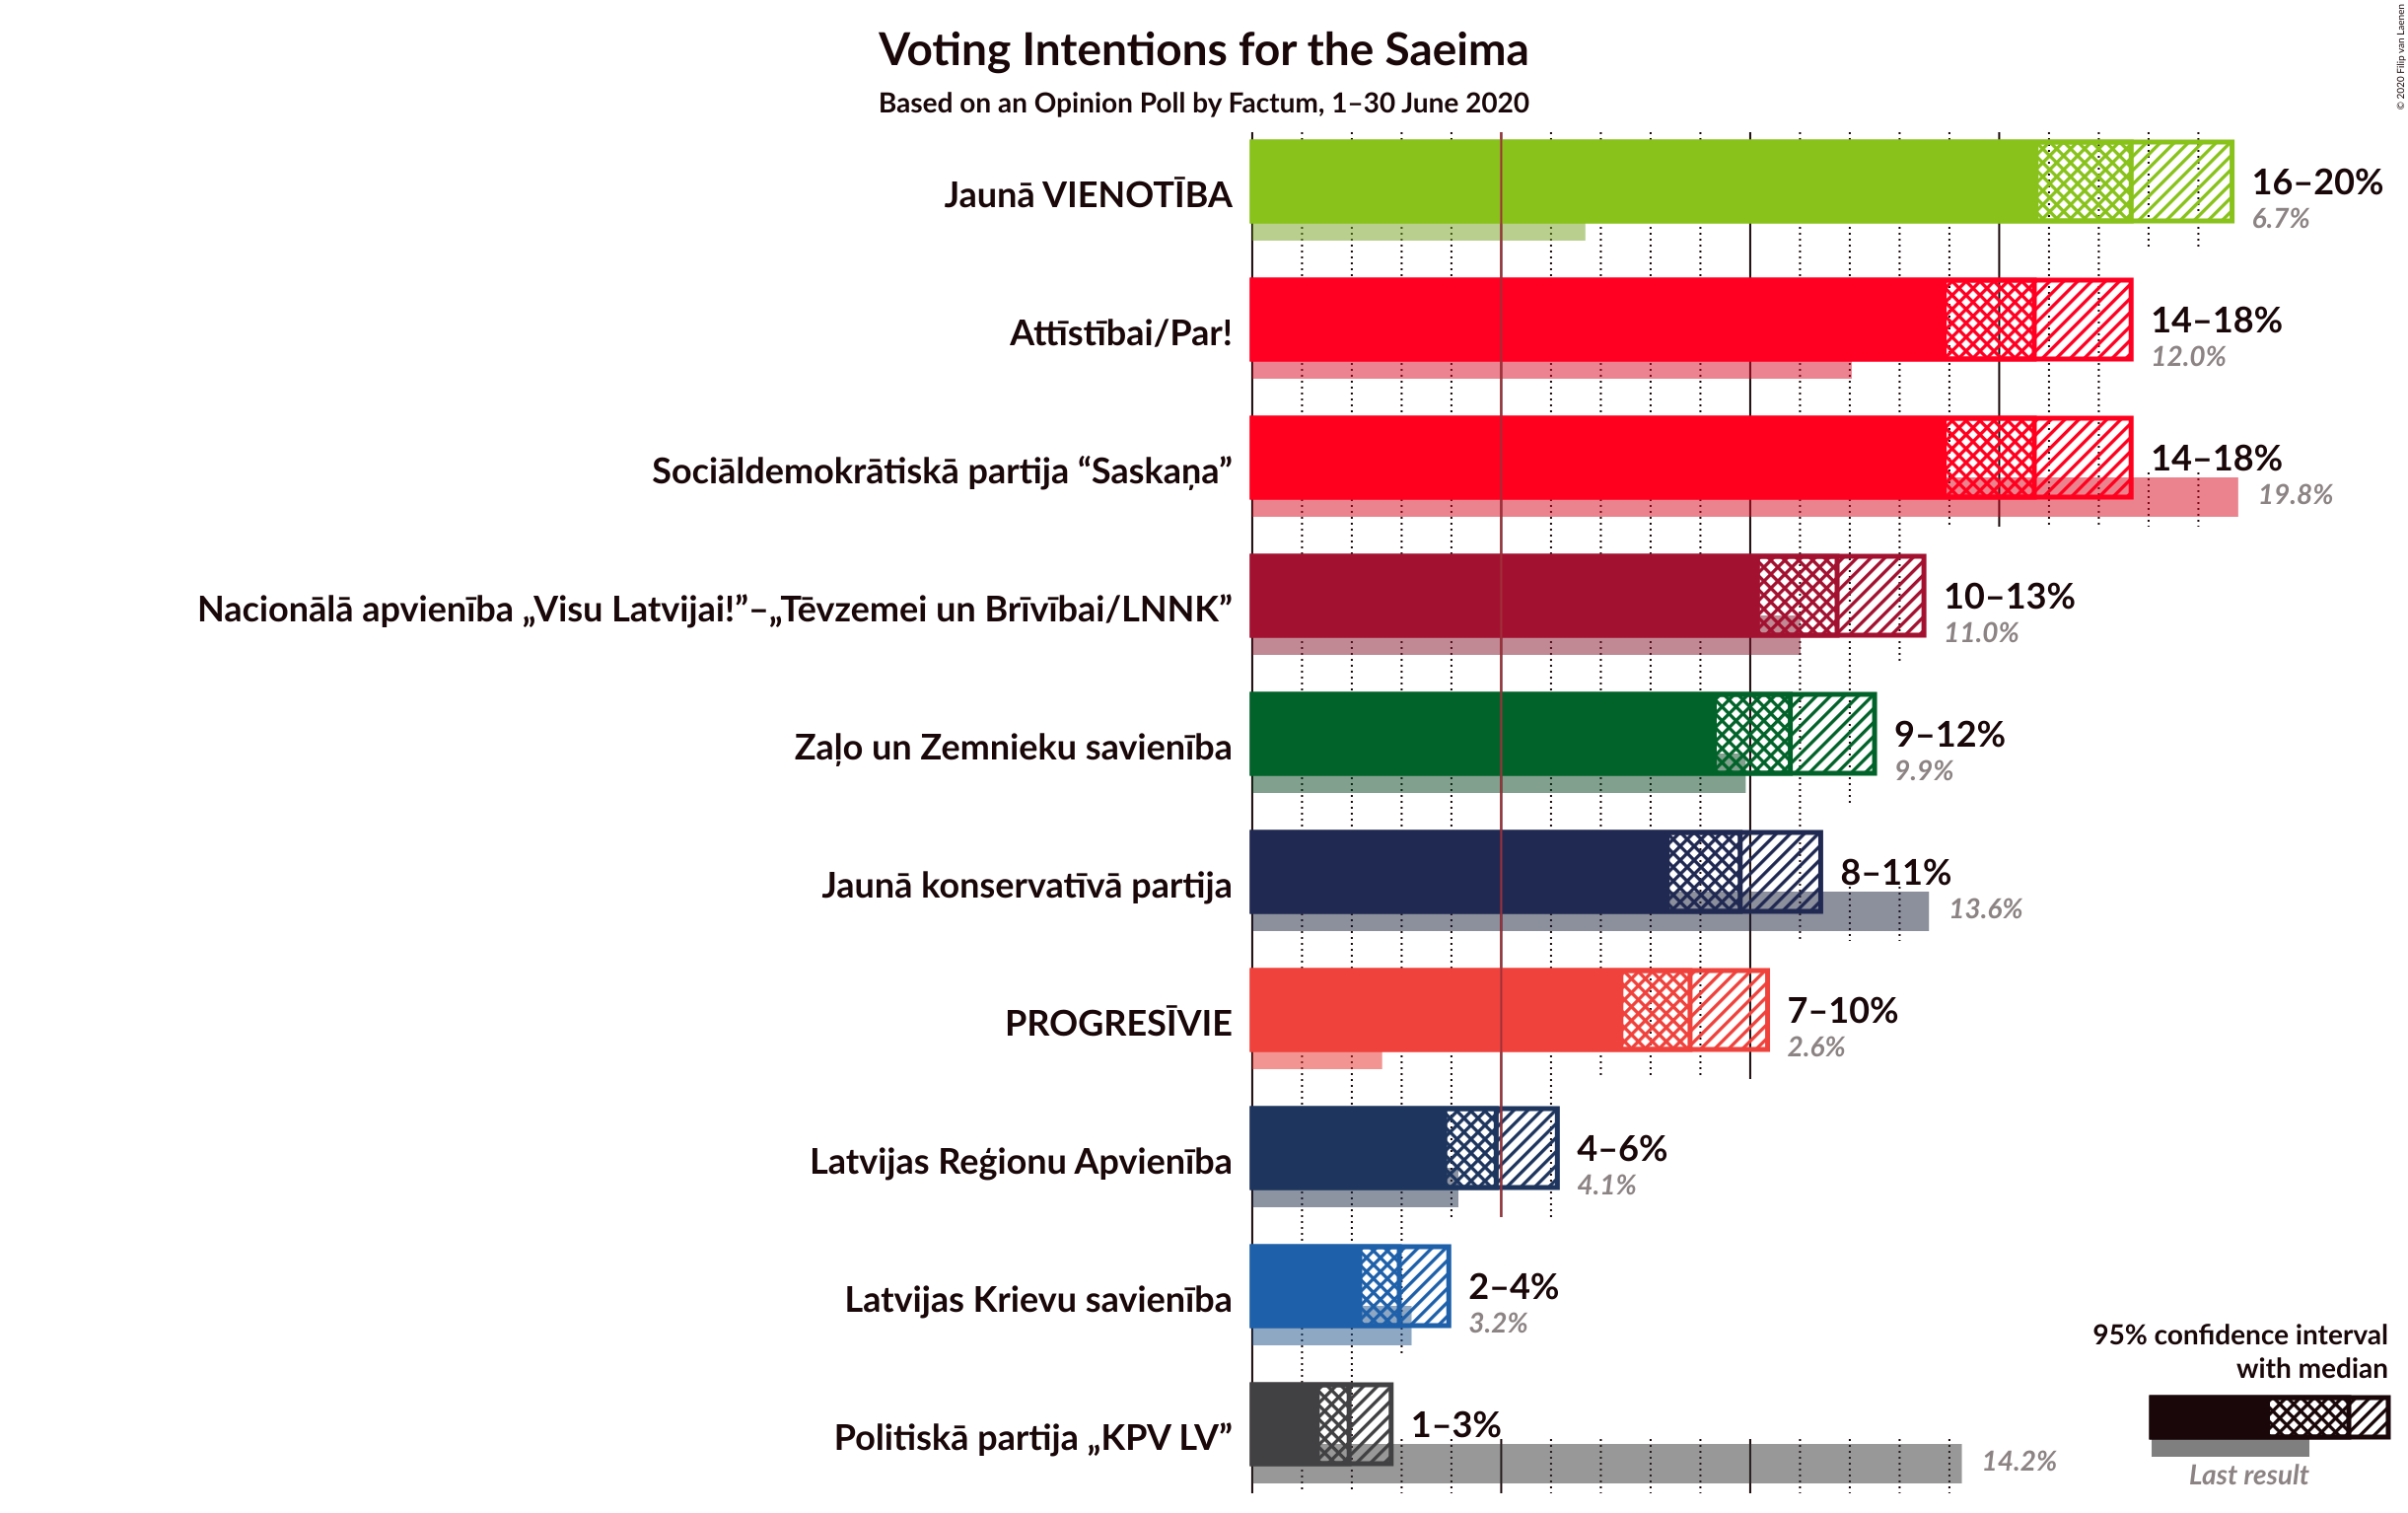 Voting Intentions for the Saeima
Based on an Opinion Poll by Factum, 1–30 June 2020
© 2020 Filip van Laenen
Jaunā VIENOTĪBA
16–20%
6.7%
Attīstībai/Par!
14–18%
12.0%
Sociāldemokrātiskā partija “Saskaņa”
14–18%
19.8%
Nacionālā apvienība „Visu Latvijai!”–„Tēvzemei un Brīvībai/LNNK”
10–13%
11.0%
Zaļo un Zemnieku savienība
9–12%
9.9%
Jaunā konservatīvā partija
8–11%
13.6%
PROGRESĪVIE
7–10%
2.6%
Latvijas Reģionu Apvienība
4–6%
4.1%
Latvijas Krievu savienība
2–4%
3.2%
Politiskā partija „KPV LV”
1–3%
14.2%
95% confidence interval
with median
Last result